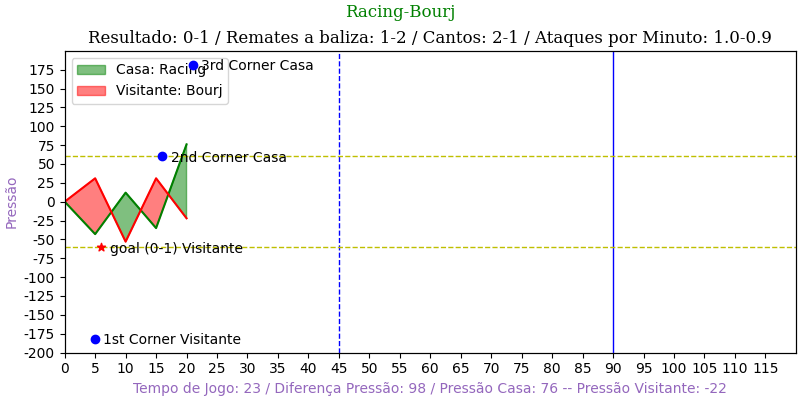 Racing-Bourj
Resultado: 0-1 / Remates a baliza: 1-2 / Cantos: 2-1 / Ataques por Minuto: 1.0-0.9
Casa: Racing
Visitante: Bourj
3rd Corner Casa
2nd Corner Casa
goal (0-1) Visitante
1st Corner Visitante
Pressão
175
150
125
100
75
50
25
0
-25
-50
-75
-100
-125
-150
-175
-200
0 5 10 15 20 25 30 35 40 45 50 55 60 65 70 75 80 85 90 95 100 105 110 115
Tempo de Jogo: 23 / Diferença Pressão: 98 / Pressão Casa: 76 -- Pressão Visitante: -22